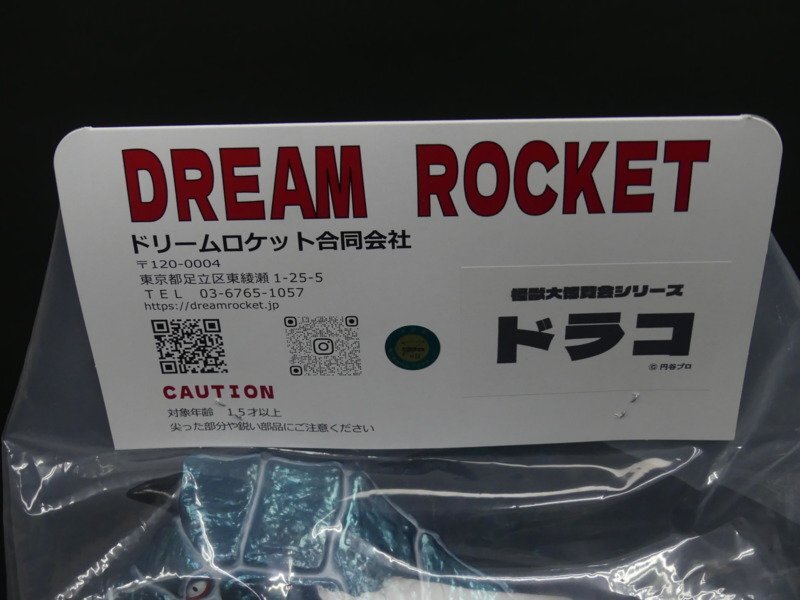 DREAM ROCKET
ドリームロケット合同会社
〒120-0004
東京都足立区東綾瀬 1-25-5
ＴＥＬ 03-6765-1057
https://dreamrocket.jp
CAUTION
対象年齢 １５才以上
尖った部分や鋭い部品にご注意ください
怪獣大博覧会シリーズ
ドラコ
© 円谷プロ